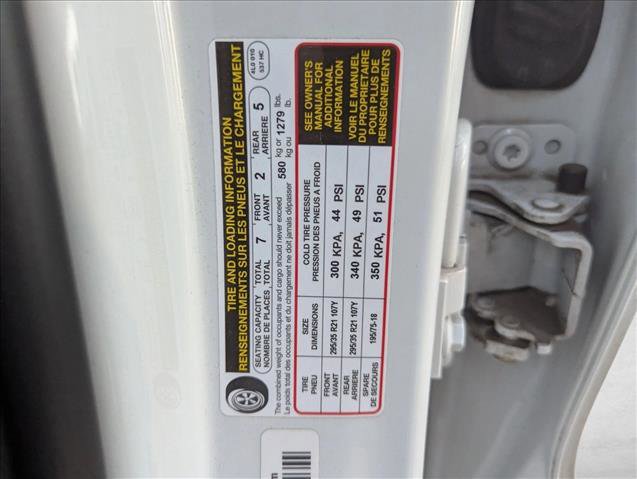 TIRE AND LOADING INFORMATION
RENSEIGNEMENTS SUR LES PNEUS ET LE CHARGEMENT
4L0 010
537 HC
SEATING CAPACITY TOTAL 7 FRONT 2 REAR 5
NOMBRE DE PLACES TOTAL AVANT ARRIERE
The combined weight of occupants and cargo should never exceed 580 kg or 1279 lbs.
Le poids total des occupants et du chargement ne doit jamais dépasser kg ou lb.
TIRE SIZE COLD TIRE PRESSURE
PNEU DIMENSIONS PRESSION DES PNEUS A FROID
FRONT 295/35 R21 107Y 300 KPA, 44 PSI
AVANT
REAR 295/35 R21 107Y 340 KPA, 49 PSI
ARRIERE
SPARE 195/75-18 350 KPA, 51 PSI
DE SECOURS
SEE OWNER'S
MANUAL FOR
ADDITIONAL
INFORMATION
VOIR LE MANUEL
DU PROPRIETAIRE
POUR PLUS DE
RENSEIGNEMENTS